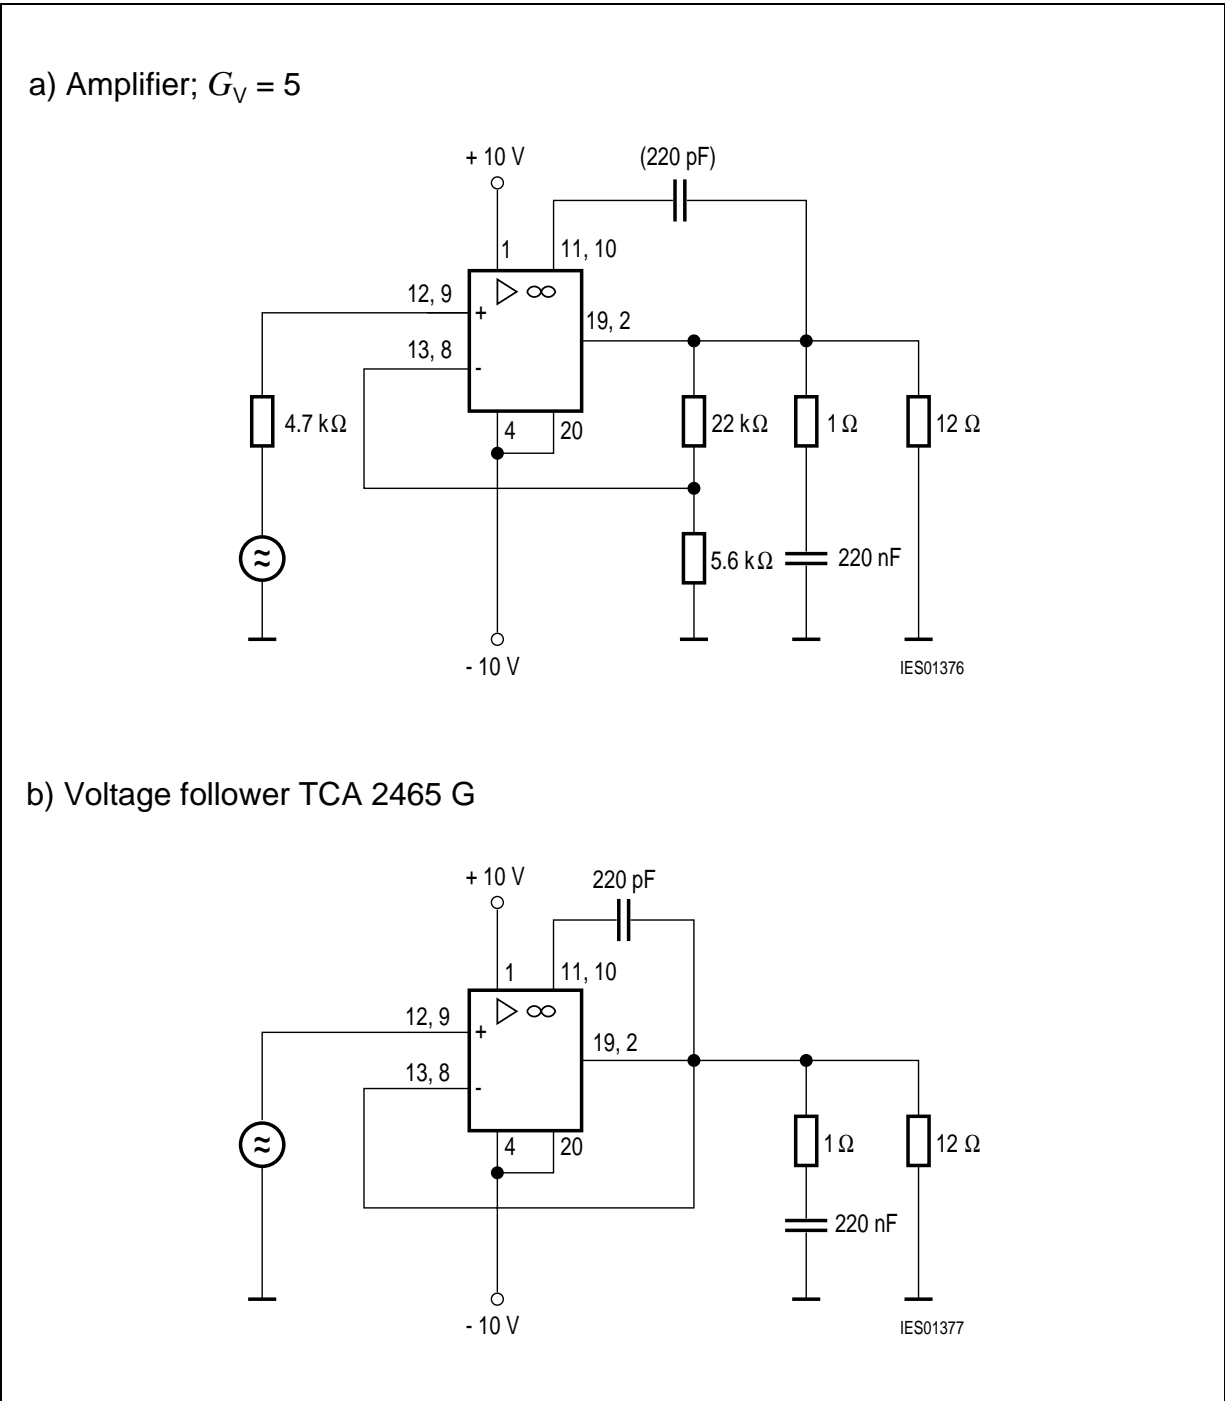 a) Amplifier; GV = 5
+ 10 V
(220 pF)
1
11, 10
12, 9
+
19, 2
13, 8
-
4.7 kΩ
4
20
22 kΩ
1 Ω
12 Ω
5.6 kΩ
220 nF
- 10 V
IES01376
b) Voltage follower TCA 2465 G
+ 10 V
220 pF
1
11, 10
12, 9
+
19, 2
13, 8
-
4
20
1 Ω
12 Ω
220 nF
- 10 V
IES01377